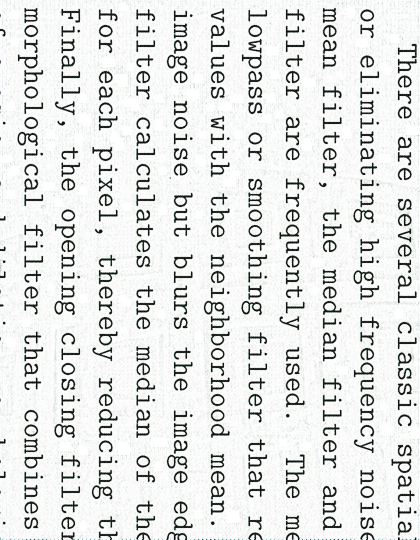 There are several classic spatial
or eliminating high frequency noise
mean filter, the median filter and
filter are frequently used. The me
lowpass or smoothing filter that re
values with the neighborhood mean.
image noise but blurs the image edg
filter calculates the median of the
for each pixel, thereby reducing th
Finally, the opening closing filter
morphological filter that combines